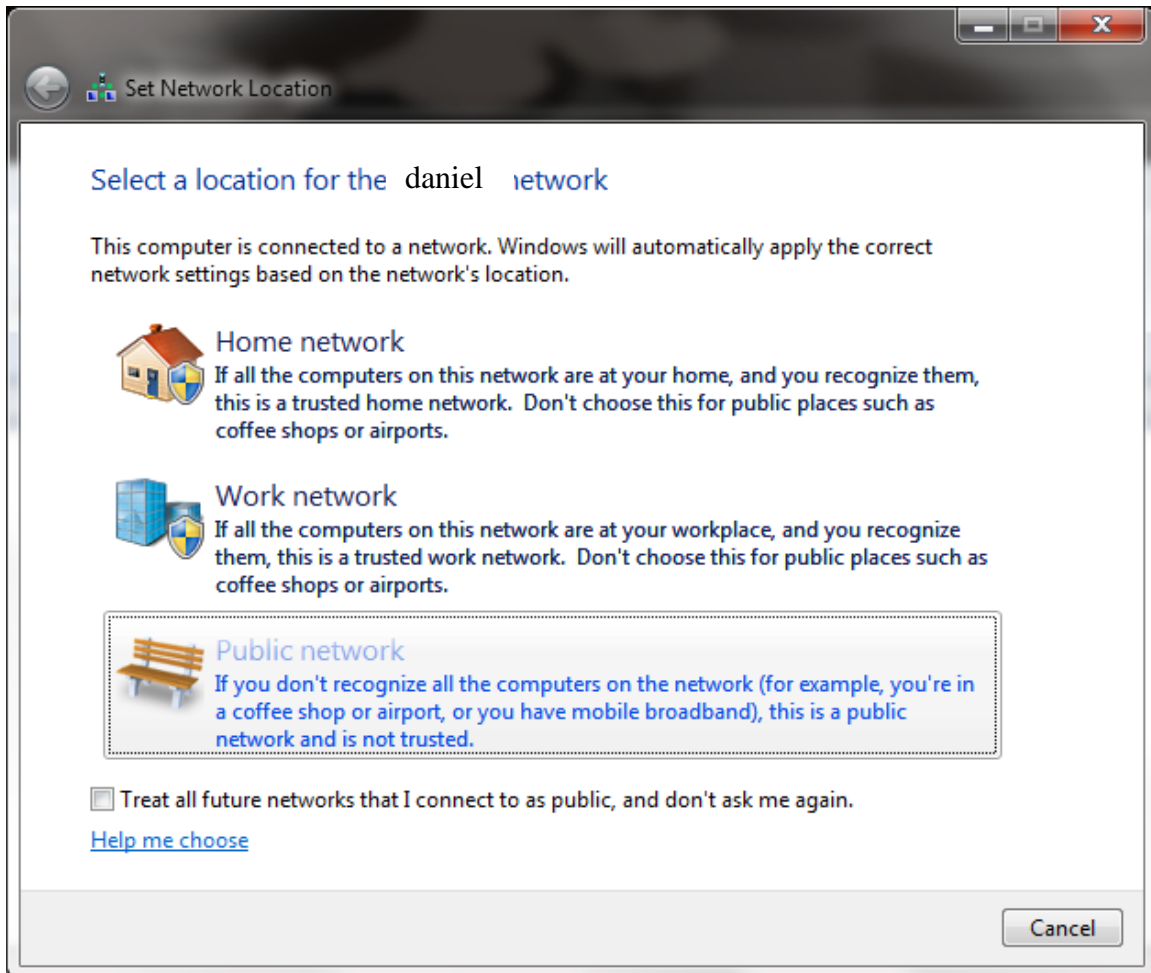 Set Network Location
Select a location for the daniel network
This computer is connected to a network. Windows will automatically apply the correct
network settings based on the network's location.
Home network
If all the computers on this network are at your home, and you recognize them,
this is a trusted home network.  Don't choose this for public places such as
coffee shops or airports.
Work network
If all the computers on this network are at your workplace, and you recognize
them, this is a trusted work network.  Don't choose this for public places such as
coffee shops or airports.
Public network
If you don't recognize all the computers on the network (for example, you're in
a coffee shop or airport, or you have mobile broadband), this is a public
network and is not trusted.
Treat all future networks that I connect to as public, and don't ask me again.
Help me choose
Cancel